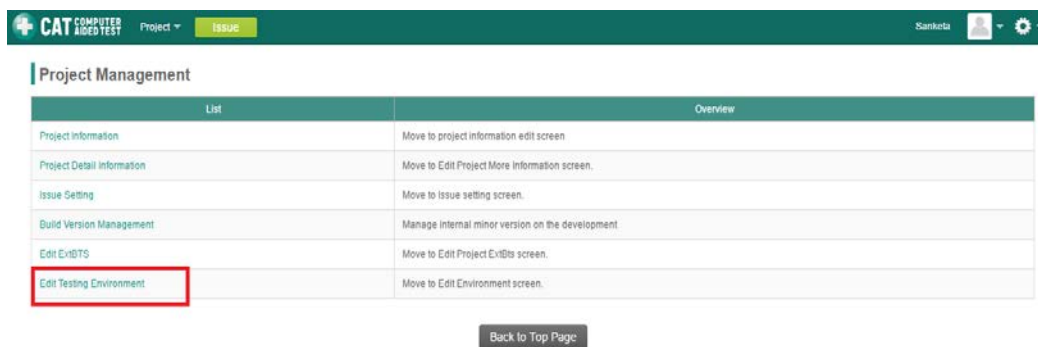 CAT COMPUTER AIDED TEST Project Issue Sanketa
Project Management
List Overview
Project Information Move to project information edit screen
Project Detail Information Move to Edit Project More Information screen.
Issue Setting Move to Issue setting screen.
Build Version Management Manage internal minor version on the development
Edit ExtBTS Move to Edit Project ExtBts screen.
Edit Testing Environment Move to Edit Environment screen.
Back to Top Page